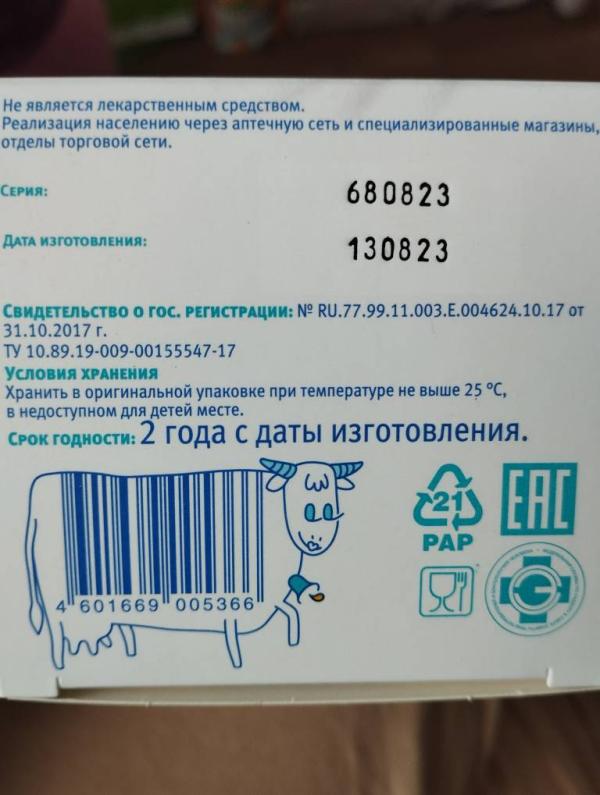 Не является лекарственным средством.
Реализация населению через аптечную сеть и специализированные магазины,
отделы торговой сети.
СЕРИЯ: 680823
ДАТА ИЗГОТОВЛЕНИЯ: 130823
СВИДЕТЕЛЬСТВО О ГОС. РЕГИСТРАЦИИ: № RU.77.99.11.003.Е.004624.10.17 от
31.10.2017 г.
ТУ 10.89.19-009-00155547-17
УСЛОВИЯ ХРАНЕНИЯ
Хранить в оригинальной упаковке при температуре не выше 25 °С,
в недоступном для детей месте.
СРОК ГОДНОСТИ: 2 года с даты изготовления.
4 601669 005366
21
PAP
EAC